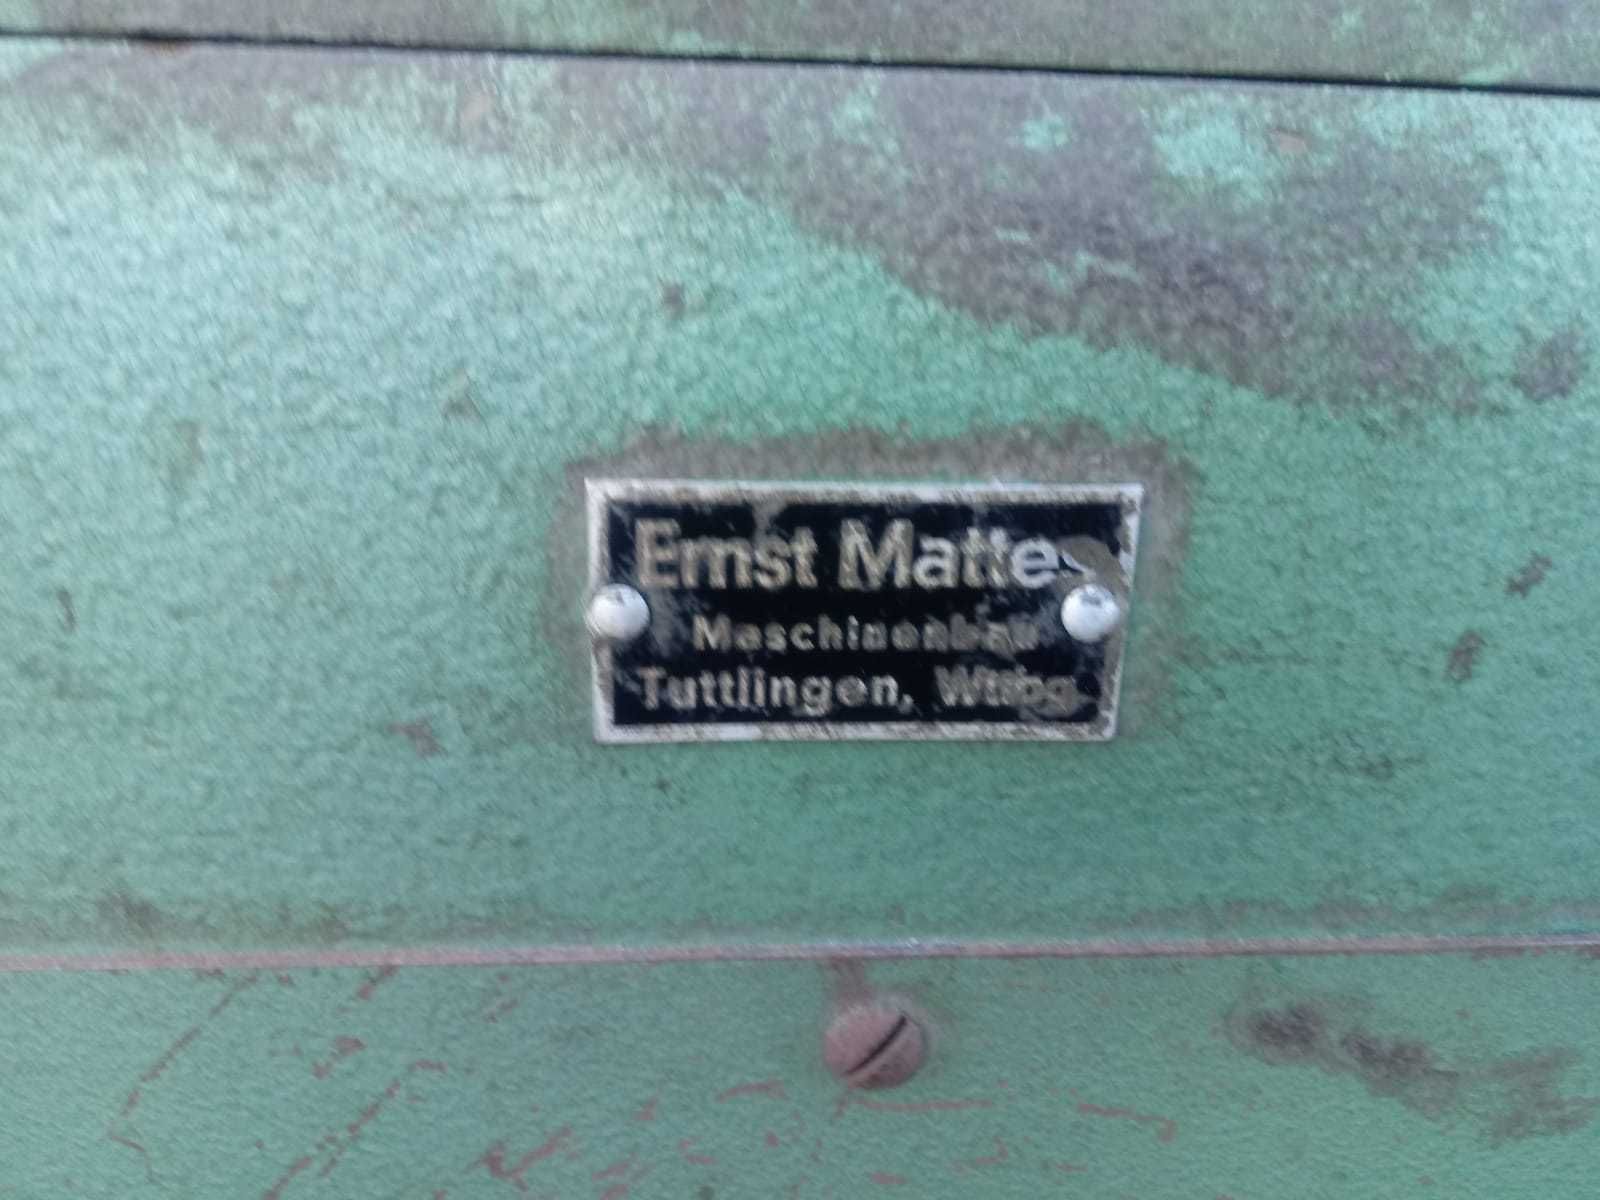 Ernst Mattes
Maschinenbau
Tuttlingen, Wttbg